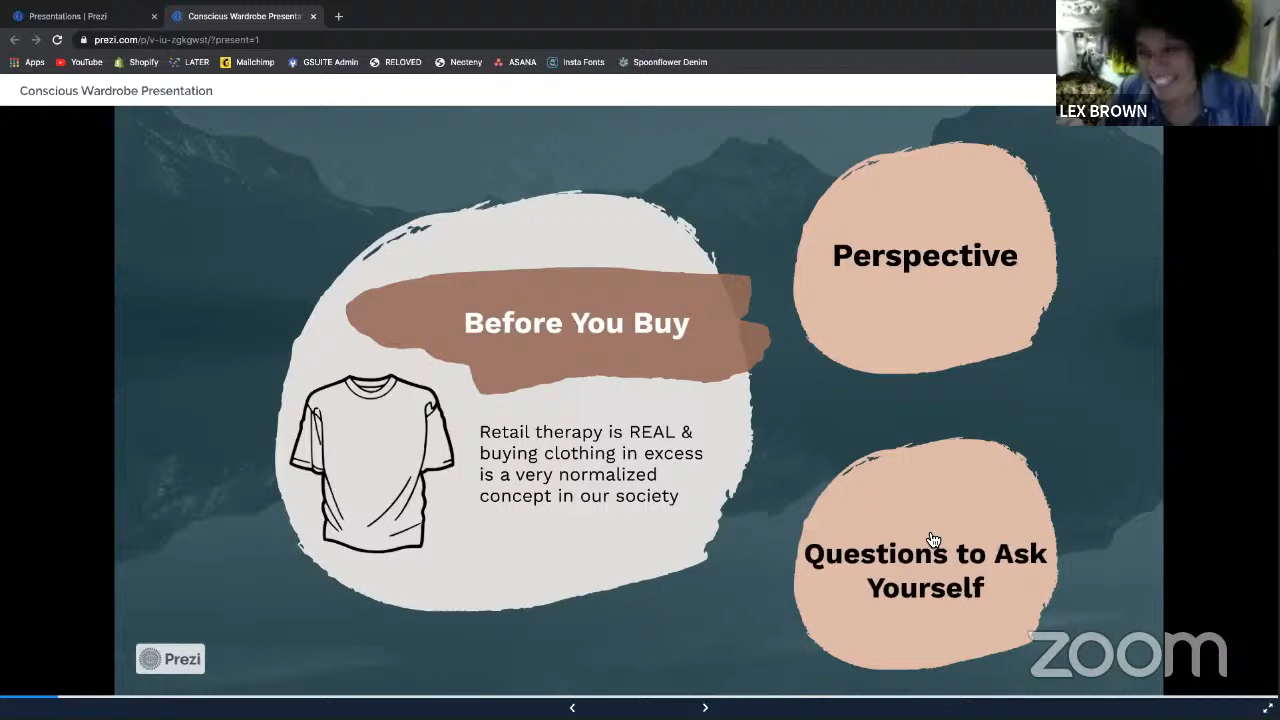 Presentations | Prezi
Conscious Wardrobe Presenta
prezi.com/p/v-iu-zgkgwst/?present=1
Apps YouTube Shopify LATER Mailchimp GSUITE Admin RELOVED Neoteny ASANA Insta Fonts Spoonflower Denim
Conscious Wardrobe Presentation
LEX BROWN
Perspective
Before You Buy
Retail therapy is REAL &
buying clothing in excess
is a very normalized
concept in our society
Questions to Ask
Yourself
Prezi
zoom